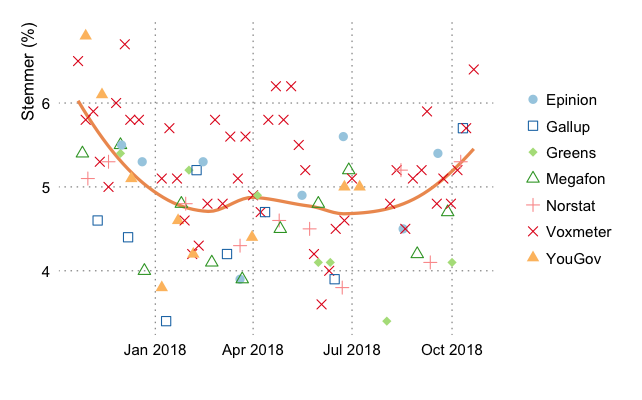 Stemmer (%)
6
5
4
Jan 2018
Apr 2018
Jul 2018
Oct 2018
Epinion
Gallup
Greens
Megafon
Norstat
Voxmeter
YouGov